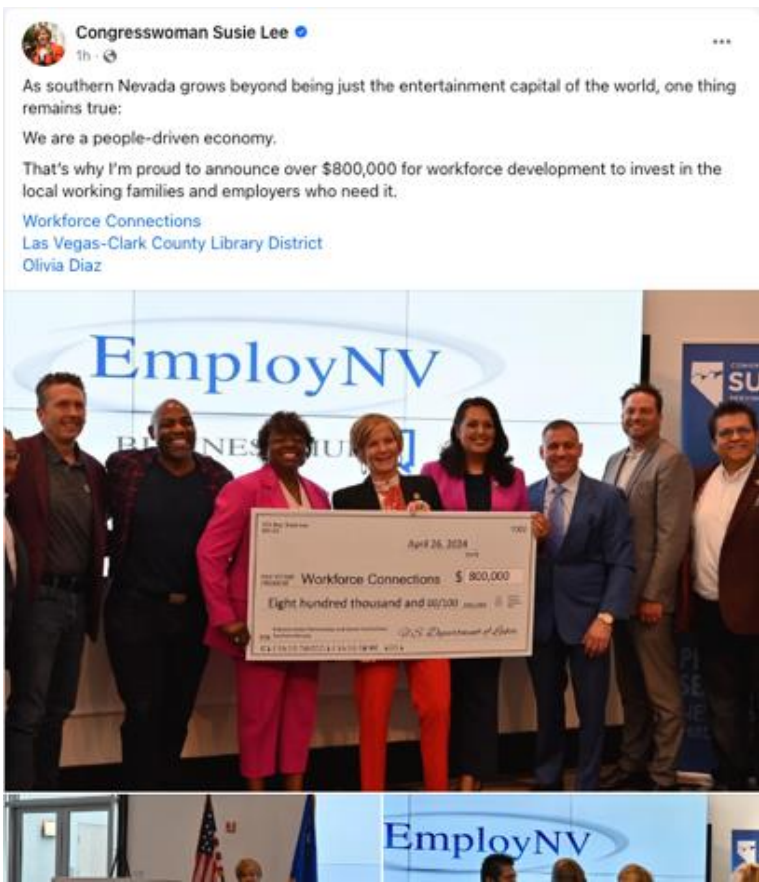 Congresswoman Susie Lee
1h
As southern Nevada grows beyond being just the entertainment capital of the world, one thing
remains true:
We are a people-driven economy.
That's why I'm proud to announce over $800,000 for workforce development to invest in the
local working families and employers who need it.
Workforce Connections
Las Vegas-Clark County Library District
Olivia Diaz
EmployNV
SU
April 26, 2024
Workforce Connections $ 800,000
Eight hundred thousand and 00/100
U.S. Department of Labor
EmployNV